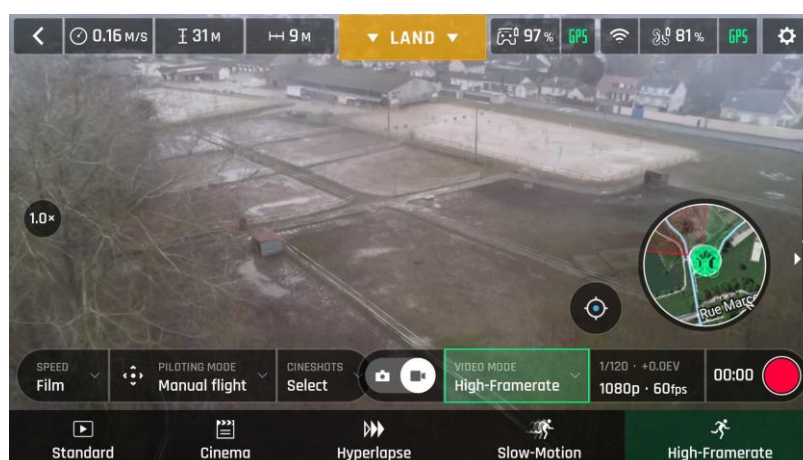 0.16 M/S
31 M
9 M
LAND
97 %
GPS
81 %
GPS
1.0×
Rue Marc
SPEED
Film
PILOTING MODE
Manual flight
CINESHOTS
Select
VIDEO MODE
High-Framerate
1/120 · +0.0EV
1080p · 60fps
00:00
Standard
Cinema
Hyperlapse
Slow-Motion
High-Framerate